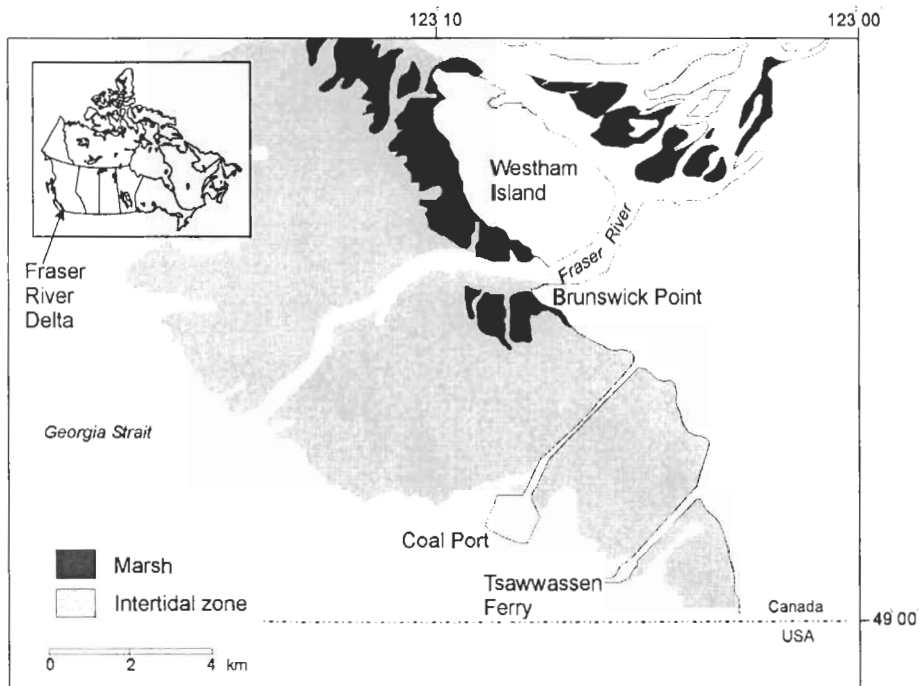 123 10
123 00
Westham
Island
Fraser River
Fraser
River
Delta
Brunswick Point
Georgia Strait
Coal Port
Marsh
Tsawwassen
Ferry
Intertidal zone
Canada
49 00
USA
0 2 4 km